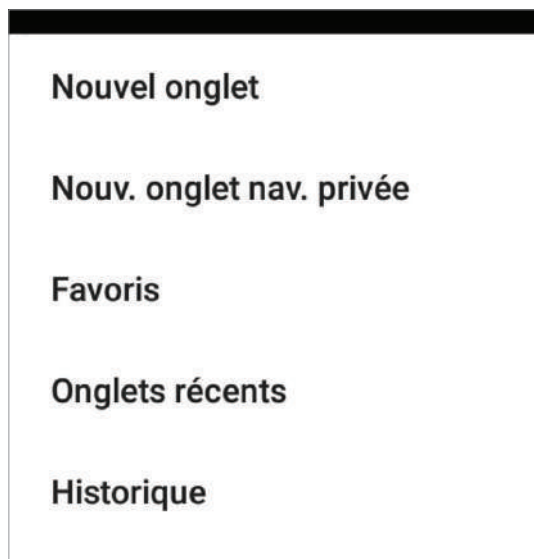 Nouvel onglet
Nouv. onglet nav. privée
Favoris
Onglets récents
Historique